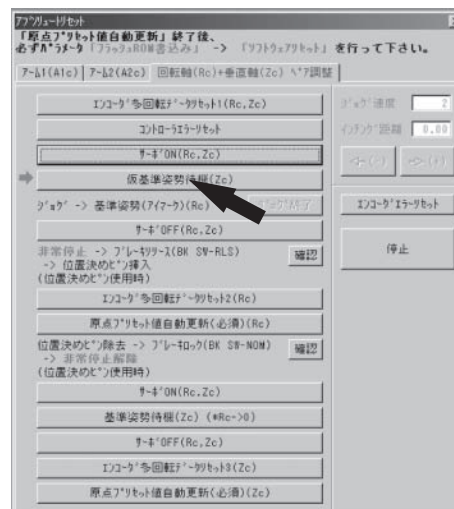 アブソリュートリセット
「原点プリセット値自動更新」終了後、
必ずパラメータ「フラッシュROM書込み」 -> 「ソフトウェアリセット」 を行って下さい。
アーム1(A1c) アーム2(A2c) 回転軸(Rc)+垂直軸(Zc) ペア調整
エンコーダ多回転データリセット1(Rc,Zc)
コントローラエラーリセット
サーボON(Rc,Zc)
仮基準姿勢待機(Zc)
ジョグ -> 基準姿勢(アイマーク)(Rc)
ジョグ終了
サーボOFF(Rc,Zc)
非常停止 -> ブレーキリリース(BK SW-RLS)
-> 位置決めピン挿入
(位置決めピン使用時)
確認
エンコーダ多回転データリセット2(Rc)
原点プリセット値自動更新(必須)(Rc)
位置決めピン除去 -> ブレーキロック(BK SW-NOM)
-> 非常停止解除
(位置決めピン使用時)
確認
サーボON(Rc,Zc)
基準姿勢待機(Zc) (*Rc->0)
サーボOFF(Rc,Zc)
エンコーダ多回転データリセット3(Zc)
原点プリセット値自動更新(必須)(Zc)
ジョグ速度 2
インチング距離 0.00
<-(-) ->(+)
エンコーダエラーリセット
停止